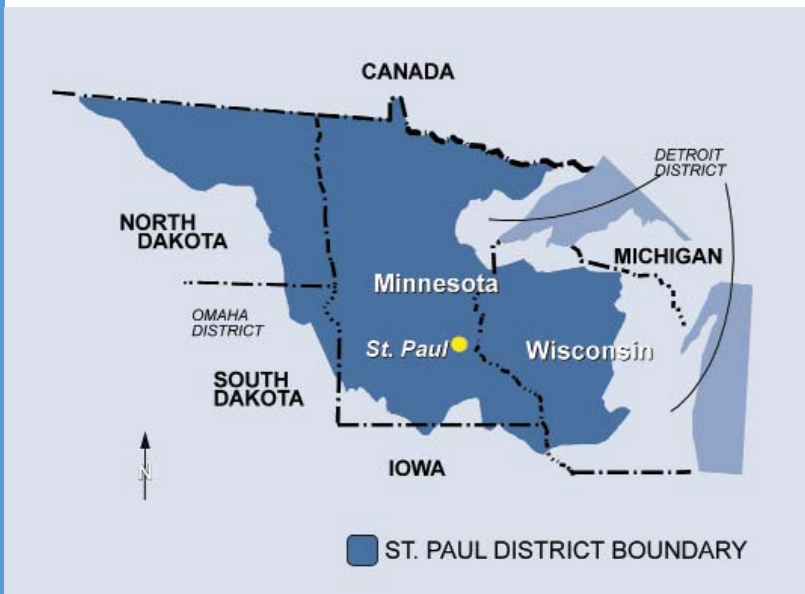 CANADA
DETROIT
DISTRICT
NORTH
DAKOTA
MICHIGAN
Minnesota
OMAHA
DISTRICT
St. Paul
Wisconsin
SOUTH
DAKOTA
IOWA
N
ST. PAUL DISTRICT BOUNDARY